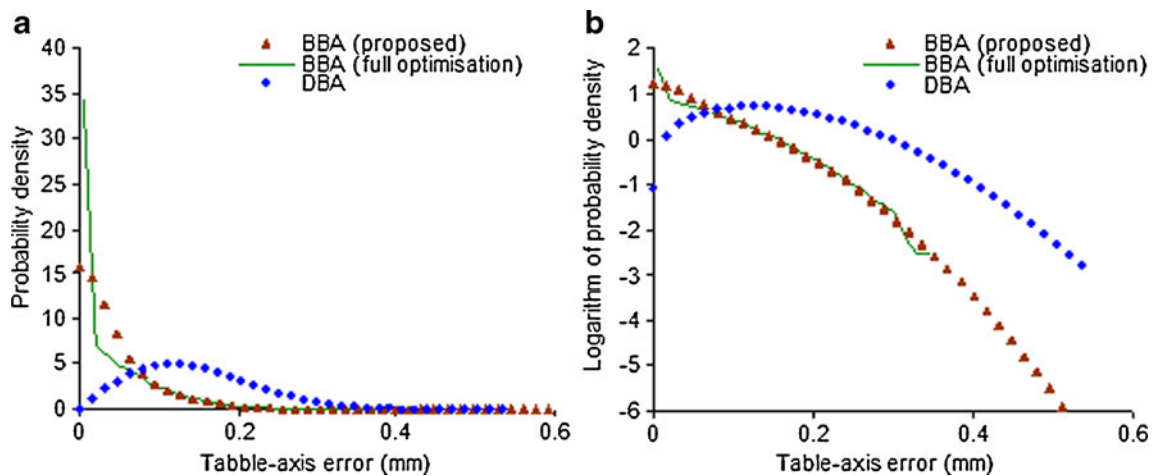 a
40
35
30
25
20
15
10
5
0
Probability density
BBA (proposed)
BBA (full optimisation)
DBA
0
0.2
0.4
0.6
Tabble-axis error (mm)
b
2
1
0
-1
-2
-3
-4
-5
-6
Logarithm of probability density
BBA (proposed)
BBA (full optimisation)
DBA
0
0.2
0.4
0.6
Table-axis error (mm)